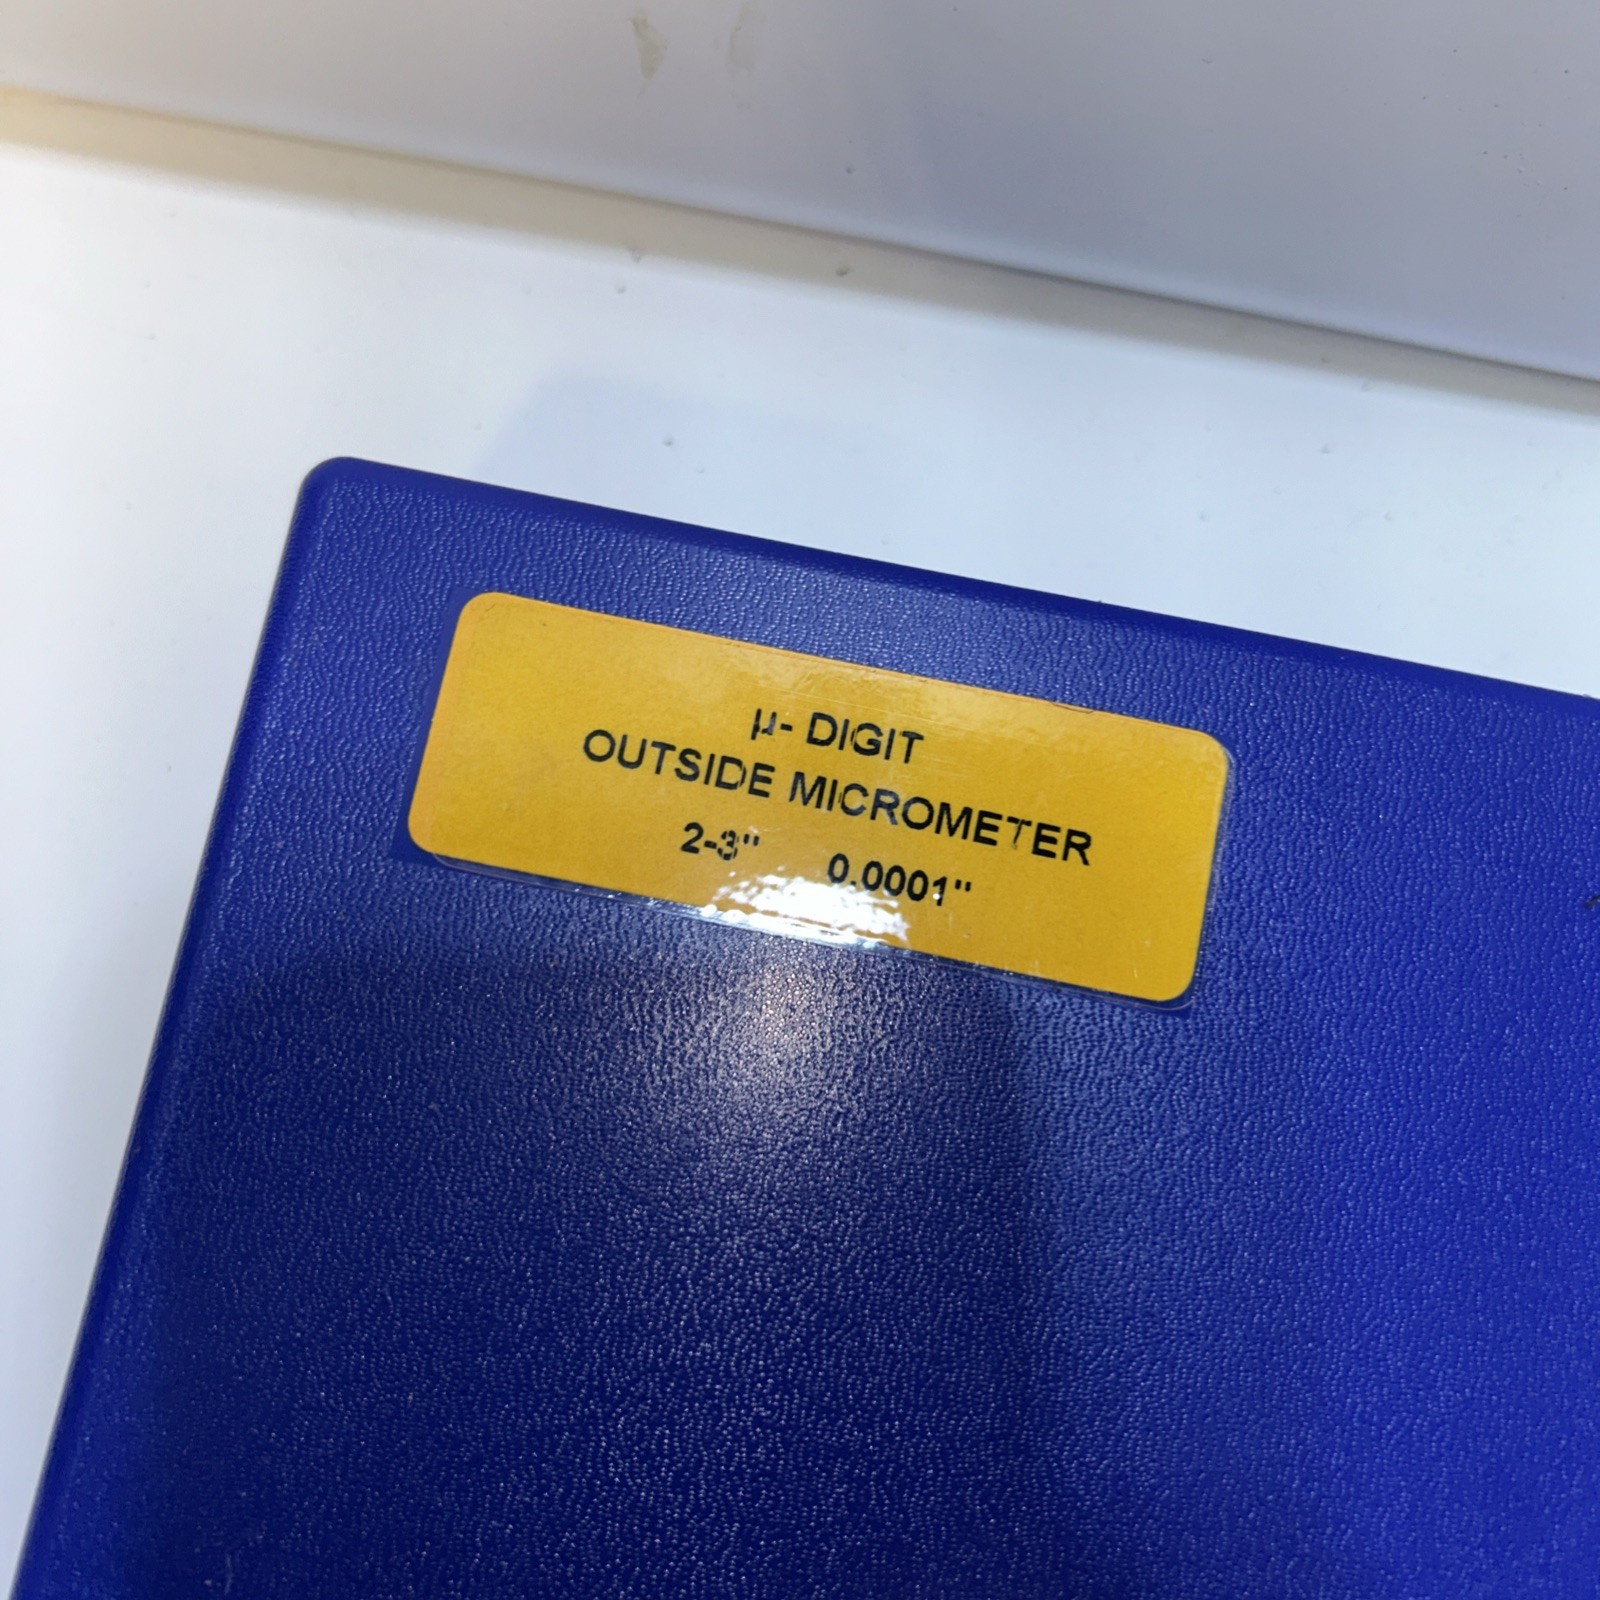 µ- DIGIT
OUTSIDE MICROMETER
2-3" 0.0001"